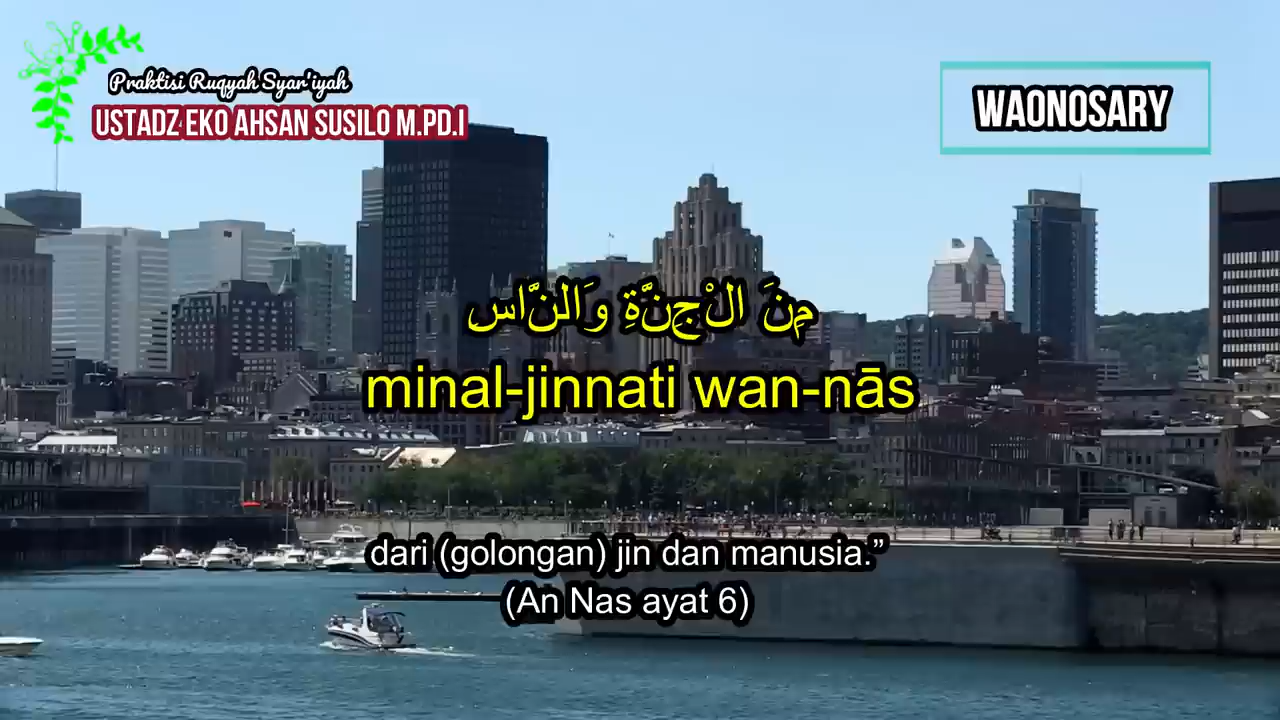 Praktisi Ruqyah Syar'iyah
USTADZ EKO AHSAN SUSILO M.PD.I
WAONOSARY
مِنَ الْجِنَّةِ وَالنَّاسِ
minal-jinnati wan-nās
dari (golongan) jin dan manusia.”
(An Nas ayat 6)